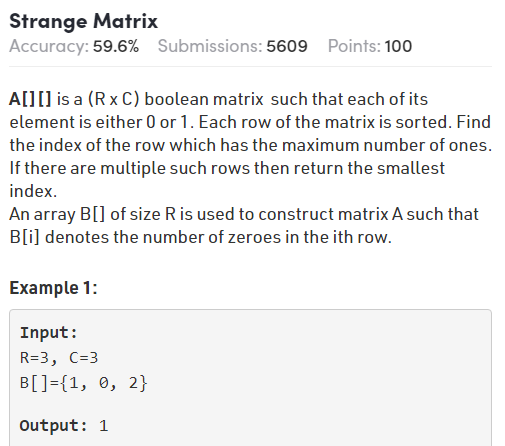 Strange Matrix
Accuracy: 59.6% Submissions: 5609 Points: 100
A[][] is a (R x C) boolean matrix such that each of its
element is either 0 or 1. Each row of the matrix is sorted. Find
the index of the row which has the maximum number of ones.
If there are multiple such rows then return the smallest
index.
An array B[] of size R is used to construct matrix A such that
B[i] denotes the number of zeroes in the ith row.
Example 1:
Input:
R=3, C=3
B[]={1, 0, 2}
Output: 1